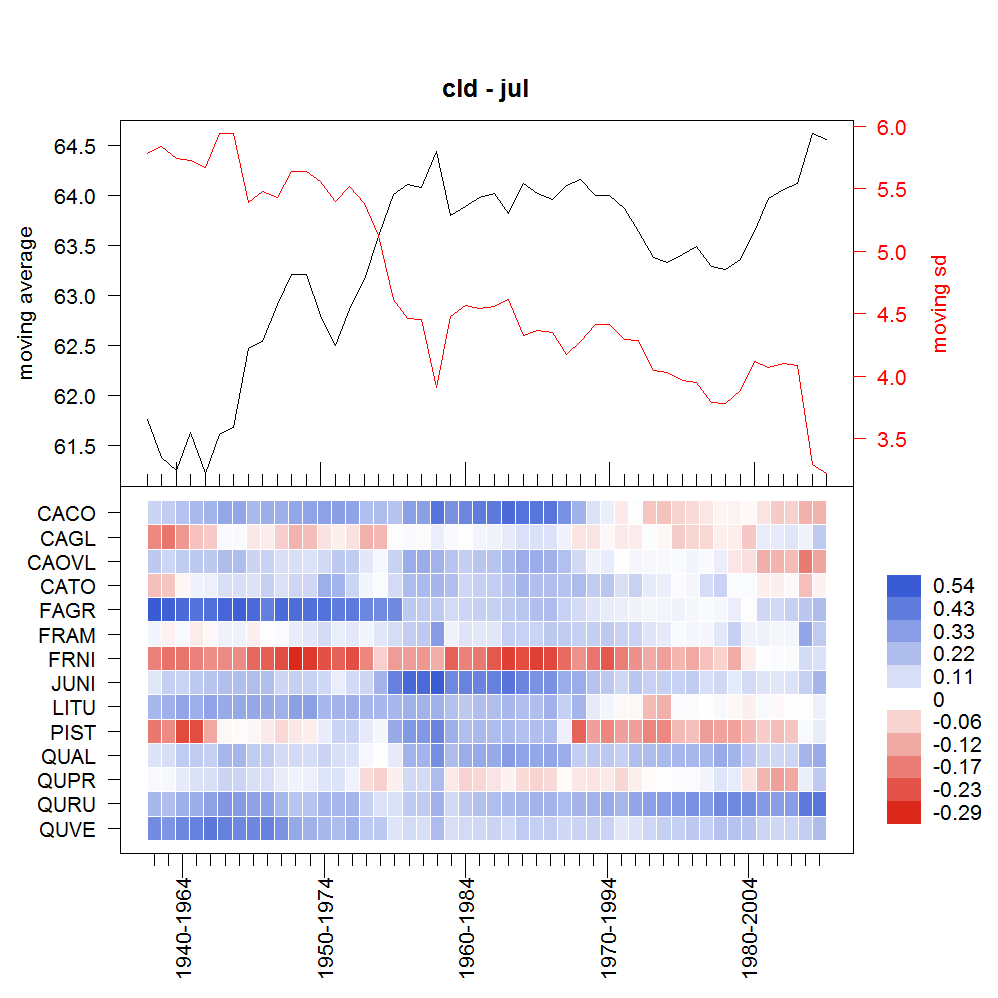 cld - jul
moving average
64.5
64.0
63.5
63.0
62.5
62.0
61.5
6.0
5.5
5.0
4.5
4.0
3.5
moving sd
CACO
CAGL
CAOVL
CATO
FAGR
FRAM
FRNI
JUNI
LITU
PIST
QUAL
QUPR
QURU
QUVE
0.54
0.43
0.33
0.22
0.11
0
-0.06
-0.12
-0.17
-0.23
-0.29
1940-1964
1950-1974
1960-1984
1970-1994
1980-2004